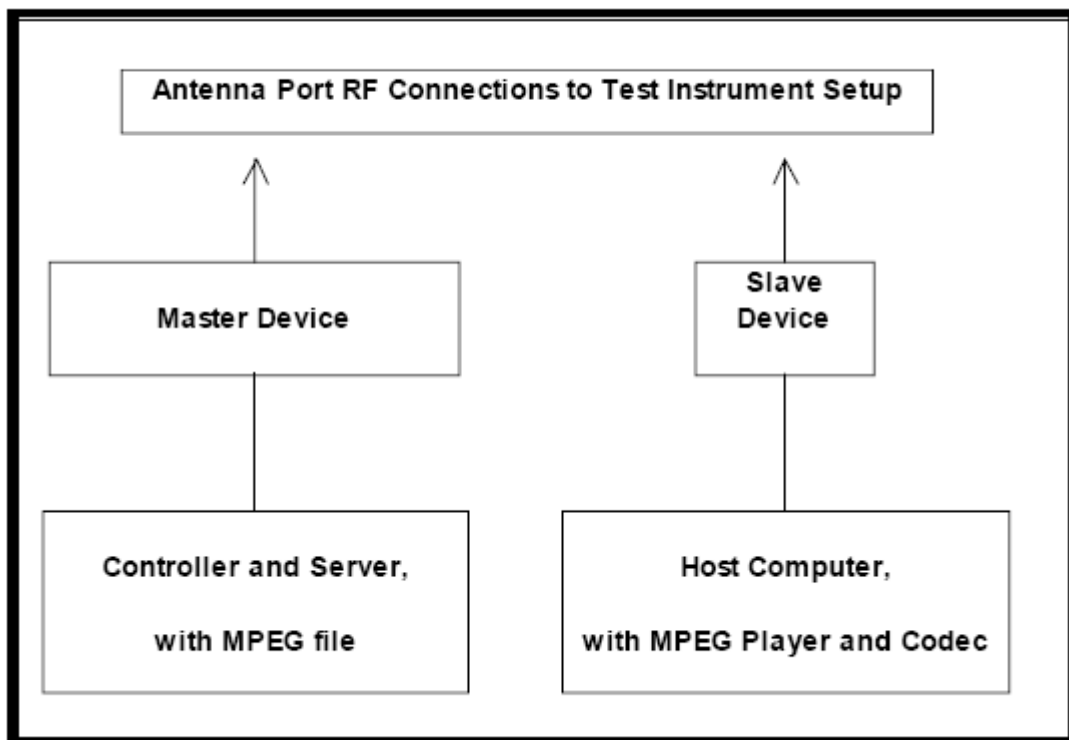 Antenna Port RF Connections to Test Instrument Setup
Master Device
Slave
Device
Controller and Server,
with MPEG file
Host Computer,
with MPEG Player and Codec